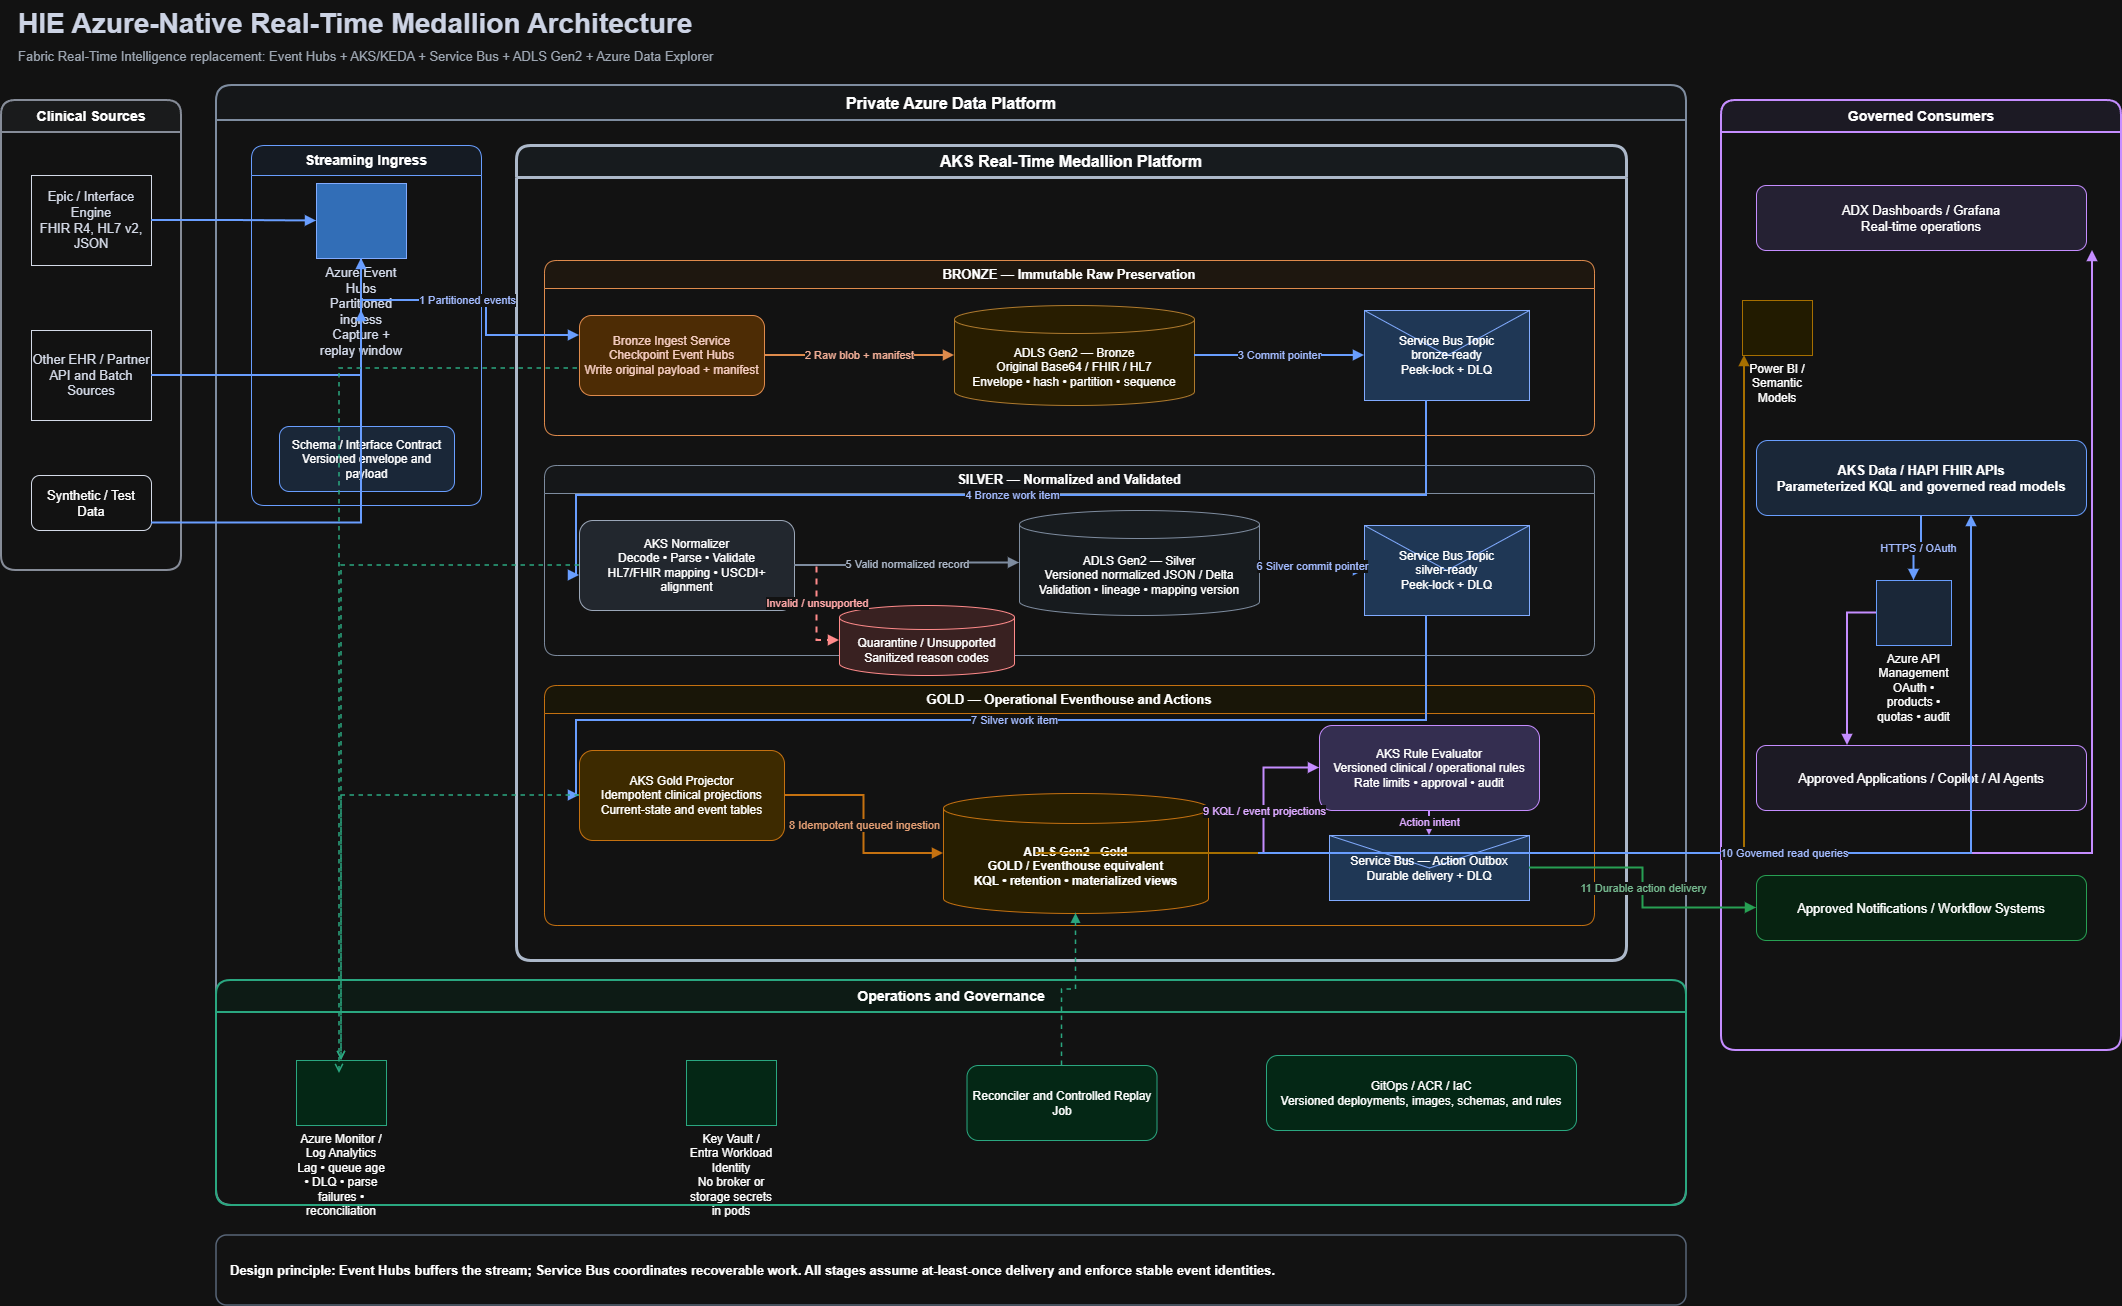 HIE Azure-Native Real-Time Medallion Architecture
Fabric Real-Time Intelligence replacement: Event Hubs + AKS/KEDA + Service Bus + ADLS Gen2 + Azure Data Explorer
Clinical Sources
Epic / Interface
Engine
FHIR R4, HL7 v2,
JSON
Other EHR / Partner
API and Batch
Sources
Synthetic / Test
Data
Private Azure Data Platform
Streaming Ingress
Azure Event
Hubs
Partitioned
ingress
Capture +
replay window
Schema / Interface Contract
Versioned envelope and
payload
1 Partitioned events
AKS Real-Time Medallion Platform
BRONZE — Immutable Raw Preservation
Bronze Ingest Service
Checkpoint Event Hubs
Write original payload + manifest
2 Raw blob + manifest
ADLS Gen2 — Bronze
Original Base64 / FHIR / HL7
Envelope • hash • partition • sequence
3 Commit pointer
Service Bus Topic
bronze-ready
Peek-lock + DLQ
SILVER — Normalized and Validated
4 Bronze work item
AKS Normalizer
Decode • Parse • Validate
HL7/FHIR mapping • USCDI+
alignment
5 Valid normalized record
Invalid / unsupported
Quarantine / Unsupported
Sanitized reason codes
ADLS Gen2 — Silver
Versioned normalized JSON / Delta
Validation • lineage • mapping version
6 Silver commit pointer
Service Bus Topic
silver-ready
Peek-lock + DLQ
GOLD — Operational Eventhouse and Actions
7 Silver work item
AKS Gold Projector
Idempotent clinical projections
Current-state and event tables
8 Idempotent queued ingestion
ADLS Gen2 - Gold
GOLD / Eventhouse equivalent
KQL • retention • materialized views
9 KQL / event projections
AKS Rule Evaluator
Versioned clinical / operational rules
Rate limits • approval • audit
Action intent
Service Bus — Action Outbox
Durable delivery + DLQ
10 Governed read queries
11 Durable action delivery
Governed Consumers
ADX Dashboards / Grafana
Real-time operations
Power BI /
Semantic
Models
AKS Data / HAPI FHIR APIs
Parameterized KQL and governed read models
HTTPS / OAuth
Azure API
Management
OAuth •
products •
quotas • audit
Approved Applications / Copilot / AI Agents
Approved Notifications / Workflow Systems
Operations and Governance
Azure Monitor /
Log Analytics
Lag • queue age
• DLQ • parse
failures •
reconciliation
Key Vault /
Entra Workload
Identity
No broker or
storage secrets
in pods
Reconciler and Controlled Replay
Job
GitOps / ACR / IaC
Versioned deployments, images, schemas, and rules
Design principle: Event Hubs buffers the stream; Service Bus coordinates recoverable work. All stages assume at-least-once delivery and enforce stable event identities.